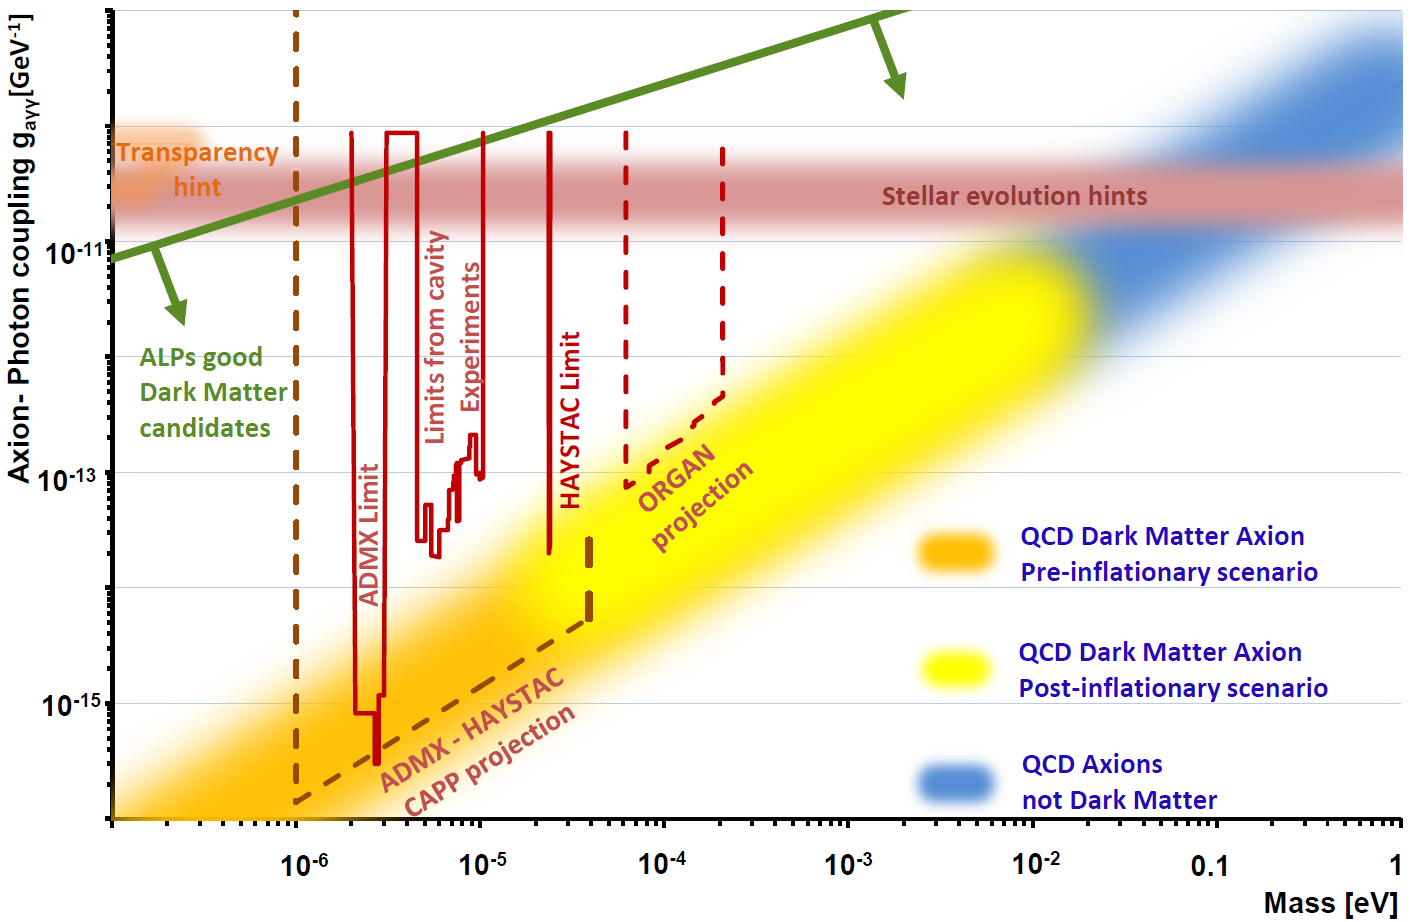 Axion- Photon coupling gaγγ[GeV-1]
Transparency
hint
Stellar evolution hints
10-11
ALPs good
Dark Matter
candidates
Limits from cavity
Experiments
HAYSTAC Limit
ADMX Limit
10-13
ORGAN
projection
10-15
ADMX - HAYSTAC
CAPP projection
QCD Dark Matter Axion
Pre-inflationary scenario
QCD Dark Matter Axion
Post-inflationary scenario
QCD Axions
not Dark Matter
10-6
10-5
10-4
10-3
10-2
0.1
1
Mass [eV]